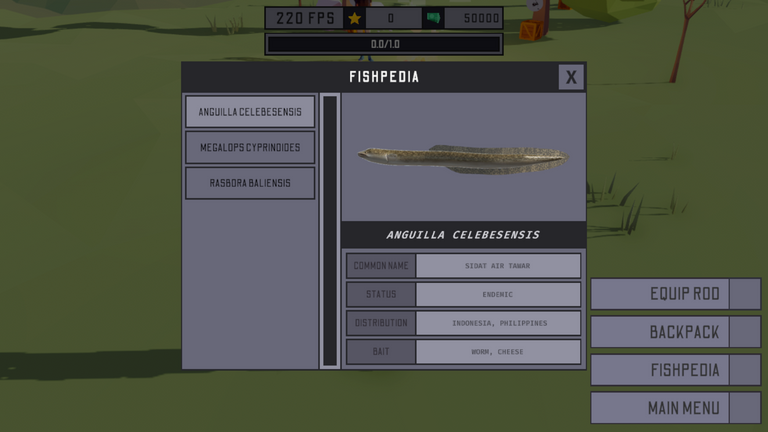 220 FPS 0 50000
0.0/1.0
FISHPEDIA X
ANGUILLA CELEBESENSIS
MEGALOPS CYPRINOIDES
RASBORA BALIENSIS
ANGUILLA CELEBESENSIS
COMMON NAME SIDAT AIR TAWAR
STATUS ENDEMIC
DISTRIBUTION INDONESIA, PHILIPPINES
BAIT WORM, CHEESE
EQUIP ROD
BACKPACK
FISHPEDIA
MAIN MENU